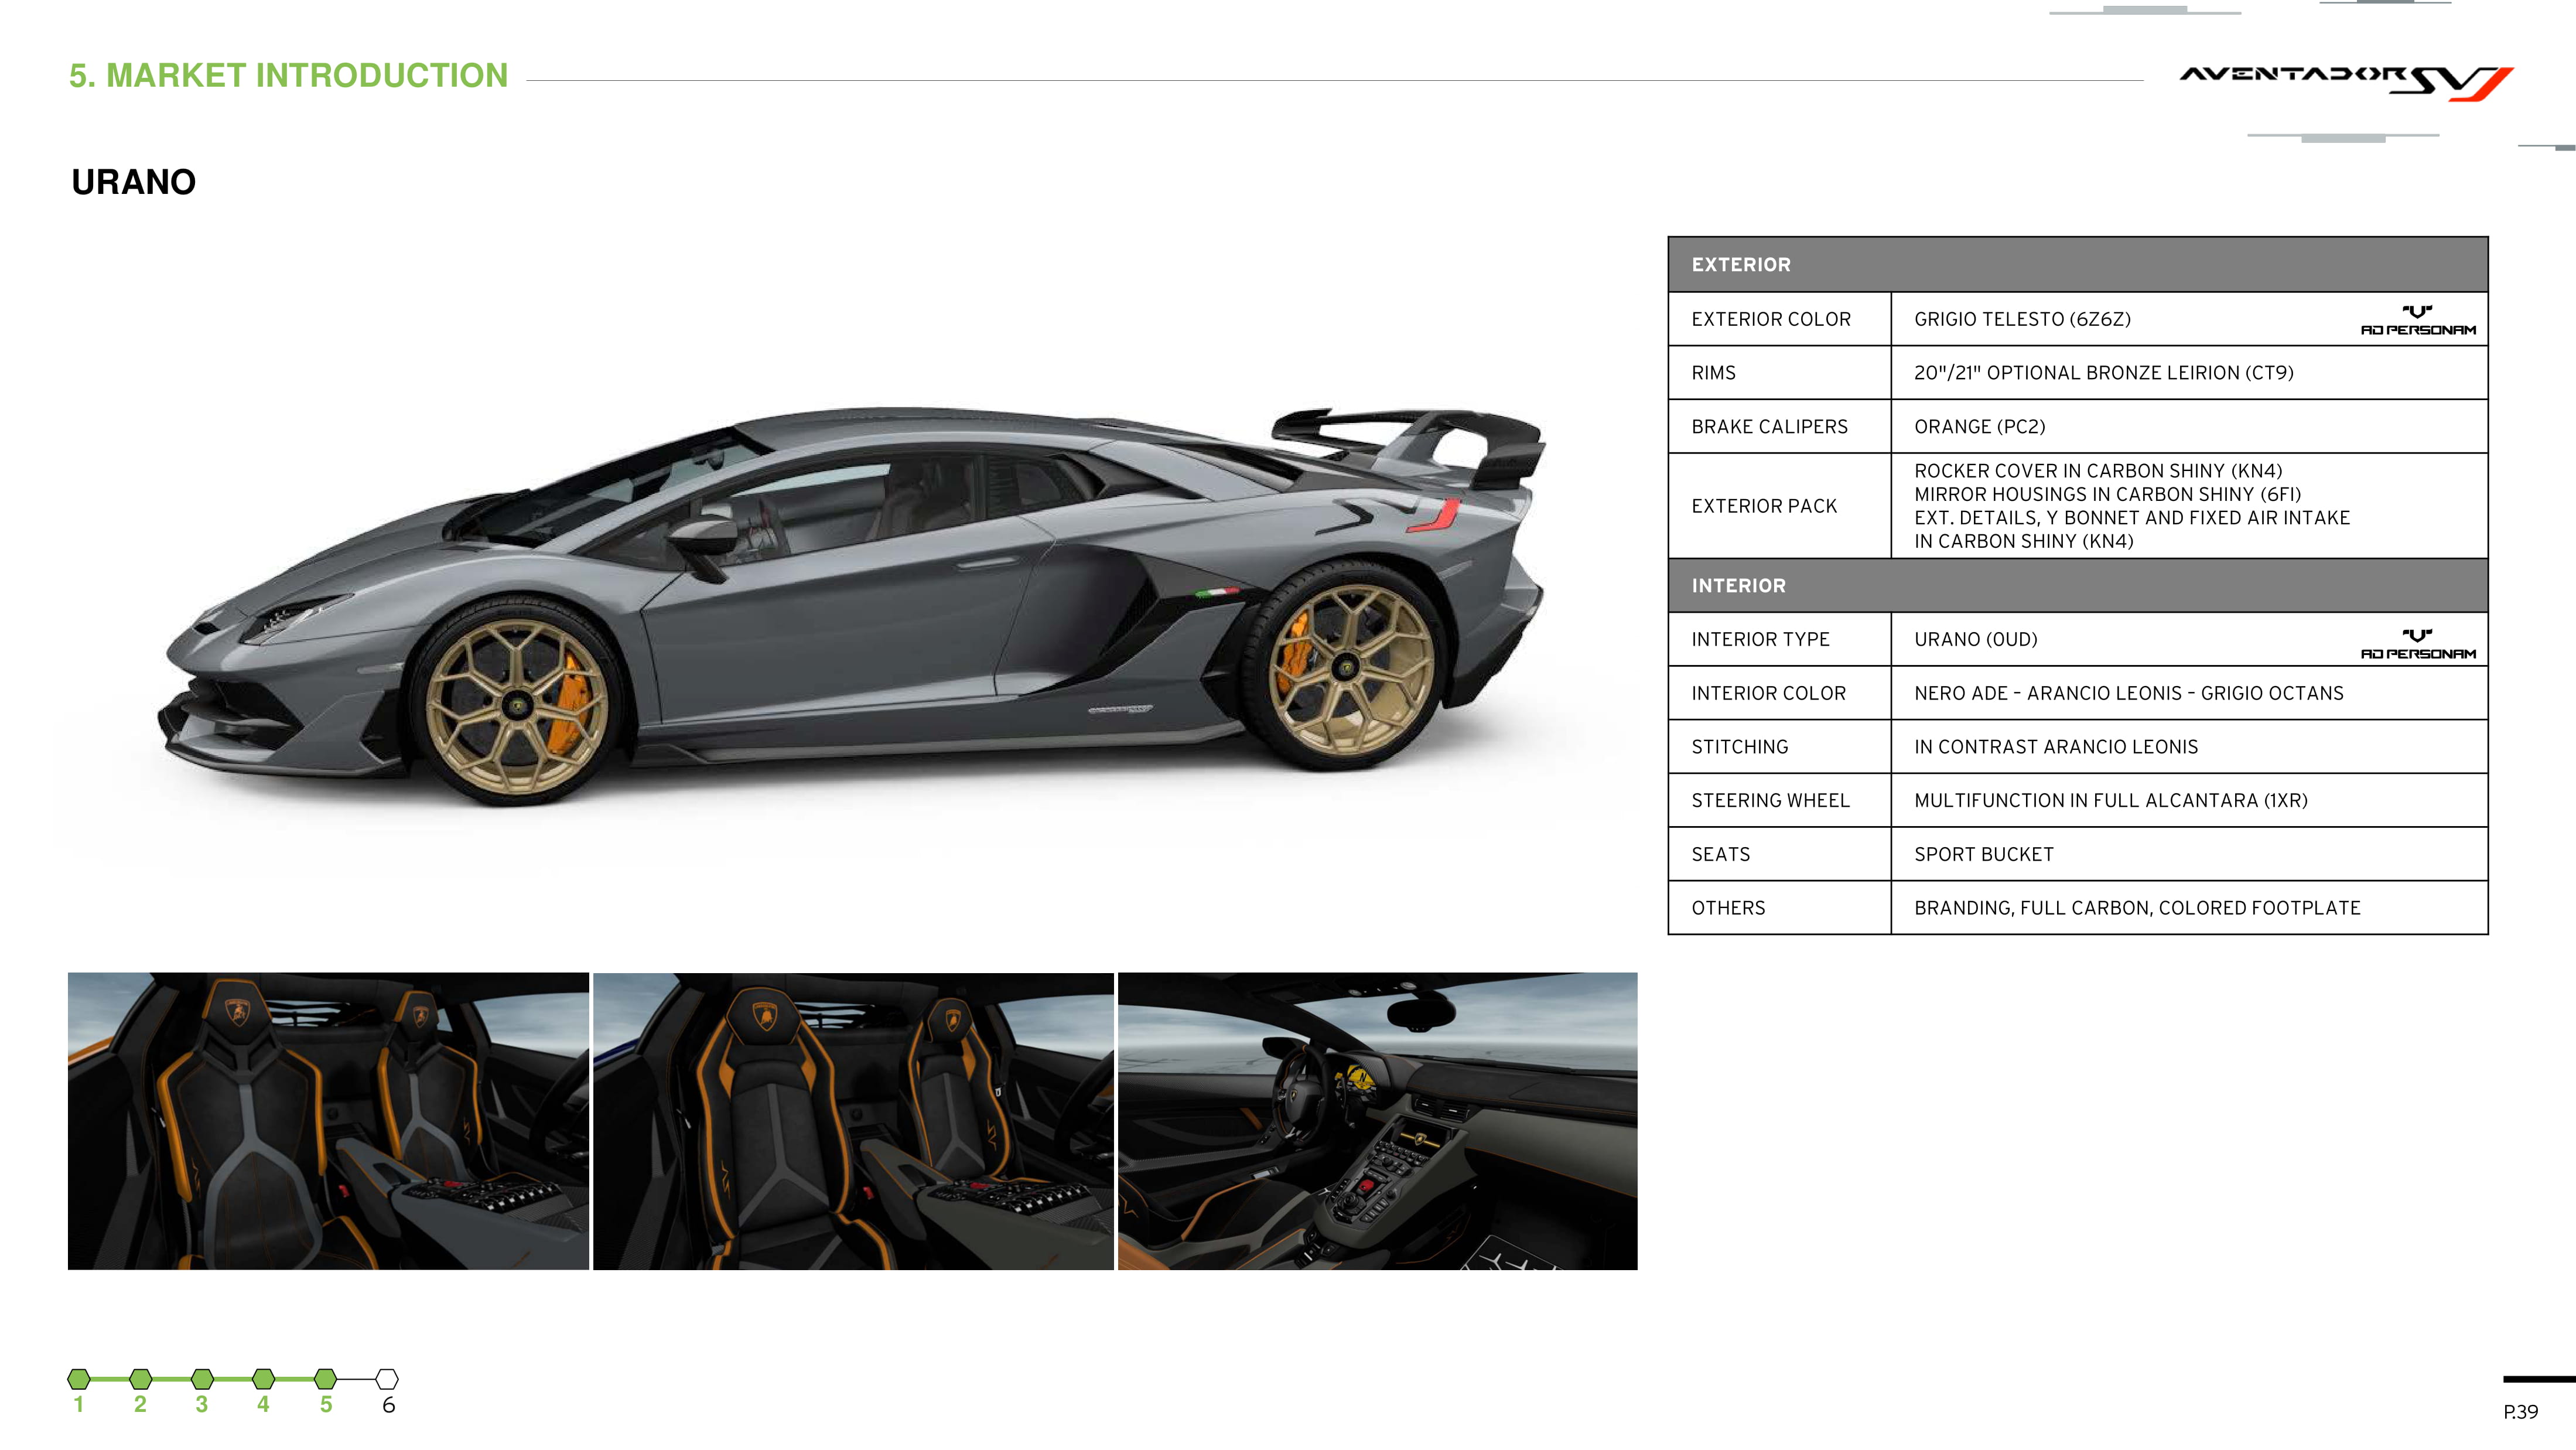 5. MARKET INTRODUCTION
AVENTADOR SVJ
URANO
EXTERIOR
EXTERIOR COLOR GRIGIO TELESTO (6Z6Z) AD PERSONAM
RIMS 20"/21" OPTIONAL BRONZE LEIRION (CT9)
BRAKE CALIPERS ORANGE (PC2)
EXTERIOR PACK ROCKER COVER IN CARBON SHINY (KN4)
MIRROR HOUSINGS IN CARBON SHINY (6FI)
EXT. DETAILS, Y BONNET AND FIXED AIR INTAKE
IN CARBON SHINY (KN4)
INTERIOR
INTERIOR TYPE URANO (0UD) AD PERSONAM
INTERIOR COLOR NERO ADE - ARANCIO LEONIS - GRIGIO OCTANS
STITCHING IN CONTRAST ARANCIO LEONIS
STEERING WHEEL MULTIFUNCTION IN FULL ALCANTARA (1XR)
SEATS SPORT BUCKET
OTHERS BRANDING, FULL CARBON, COLORED FOOTPLATE
1 2 3 4 5 6
P.39